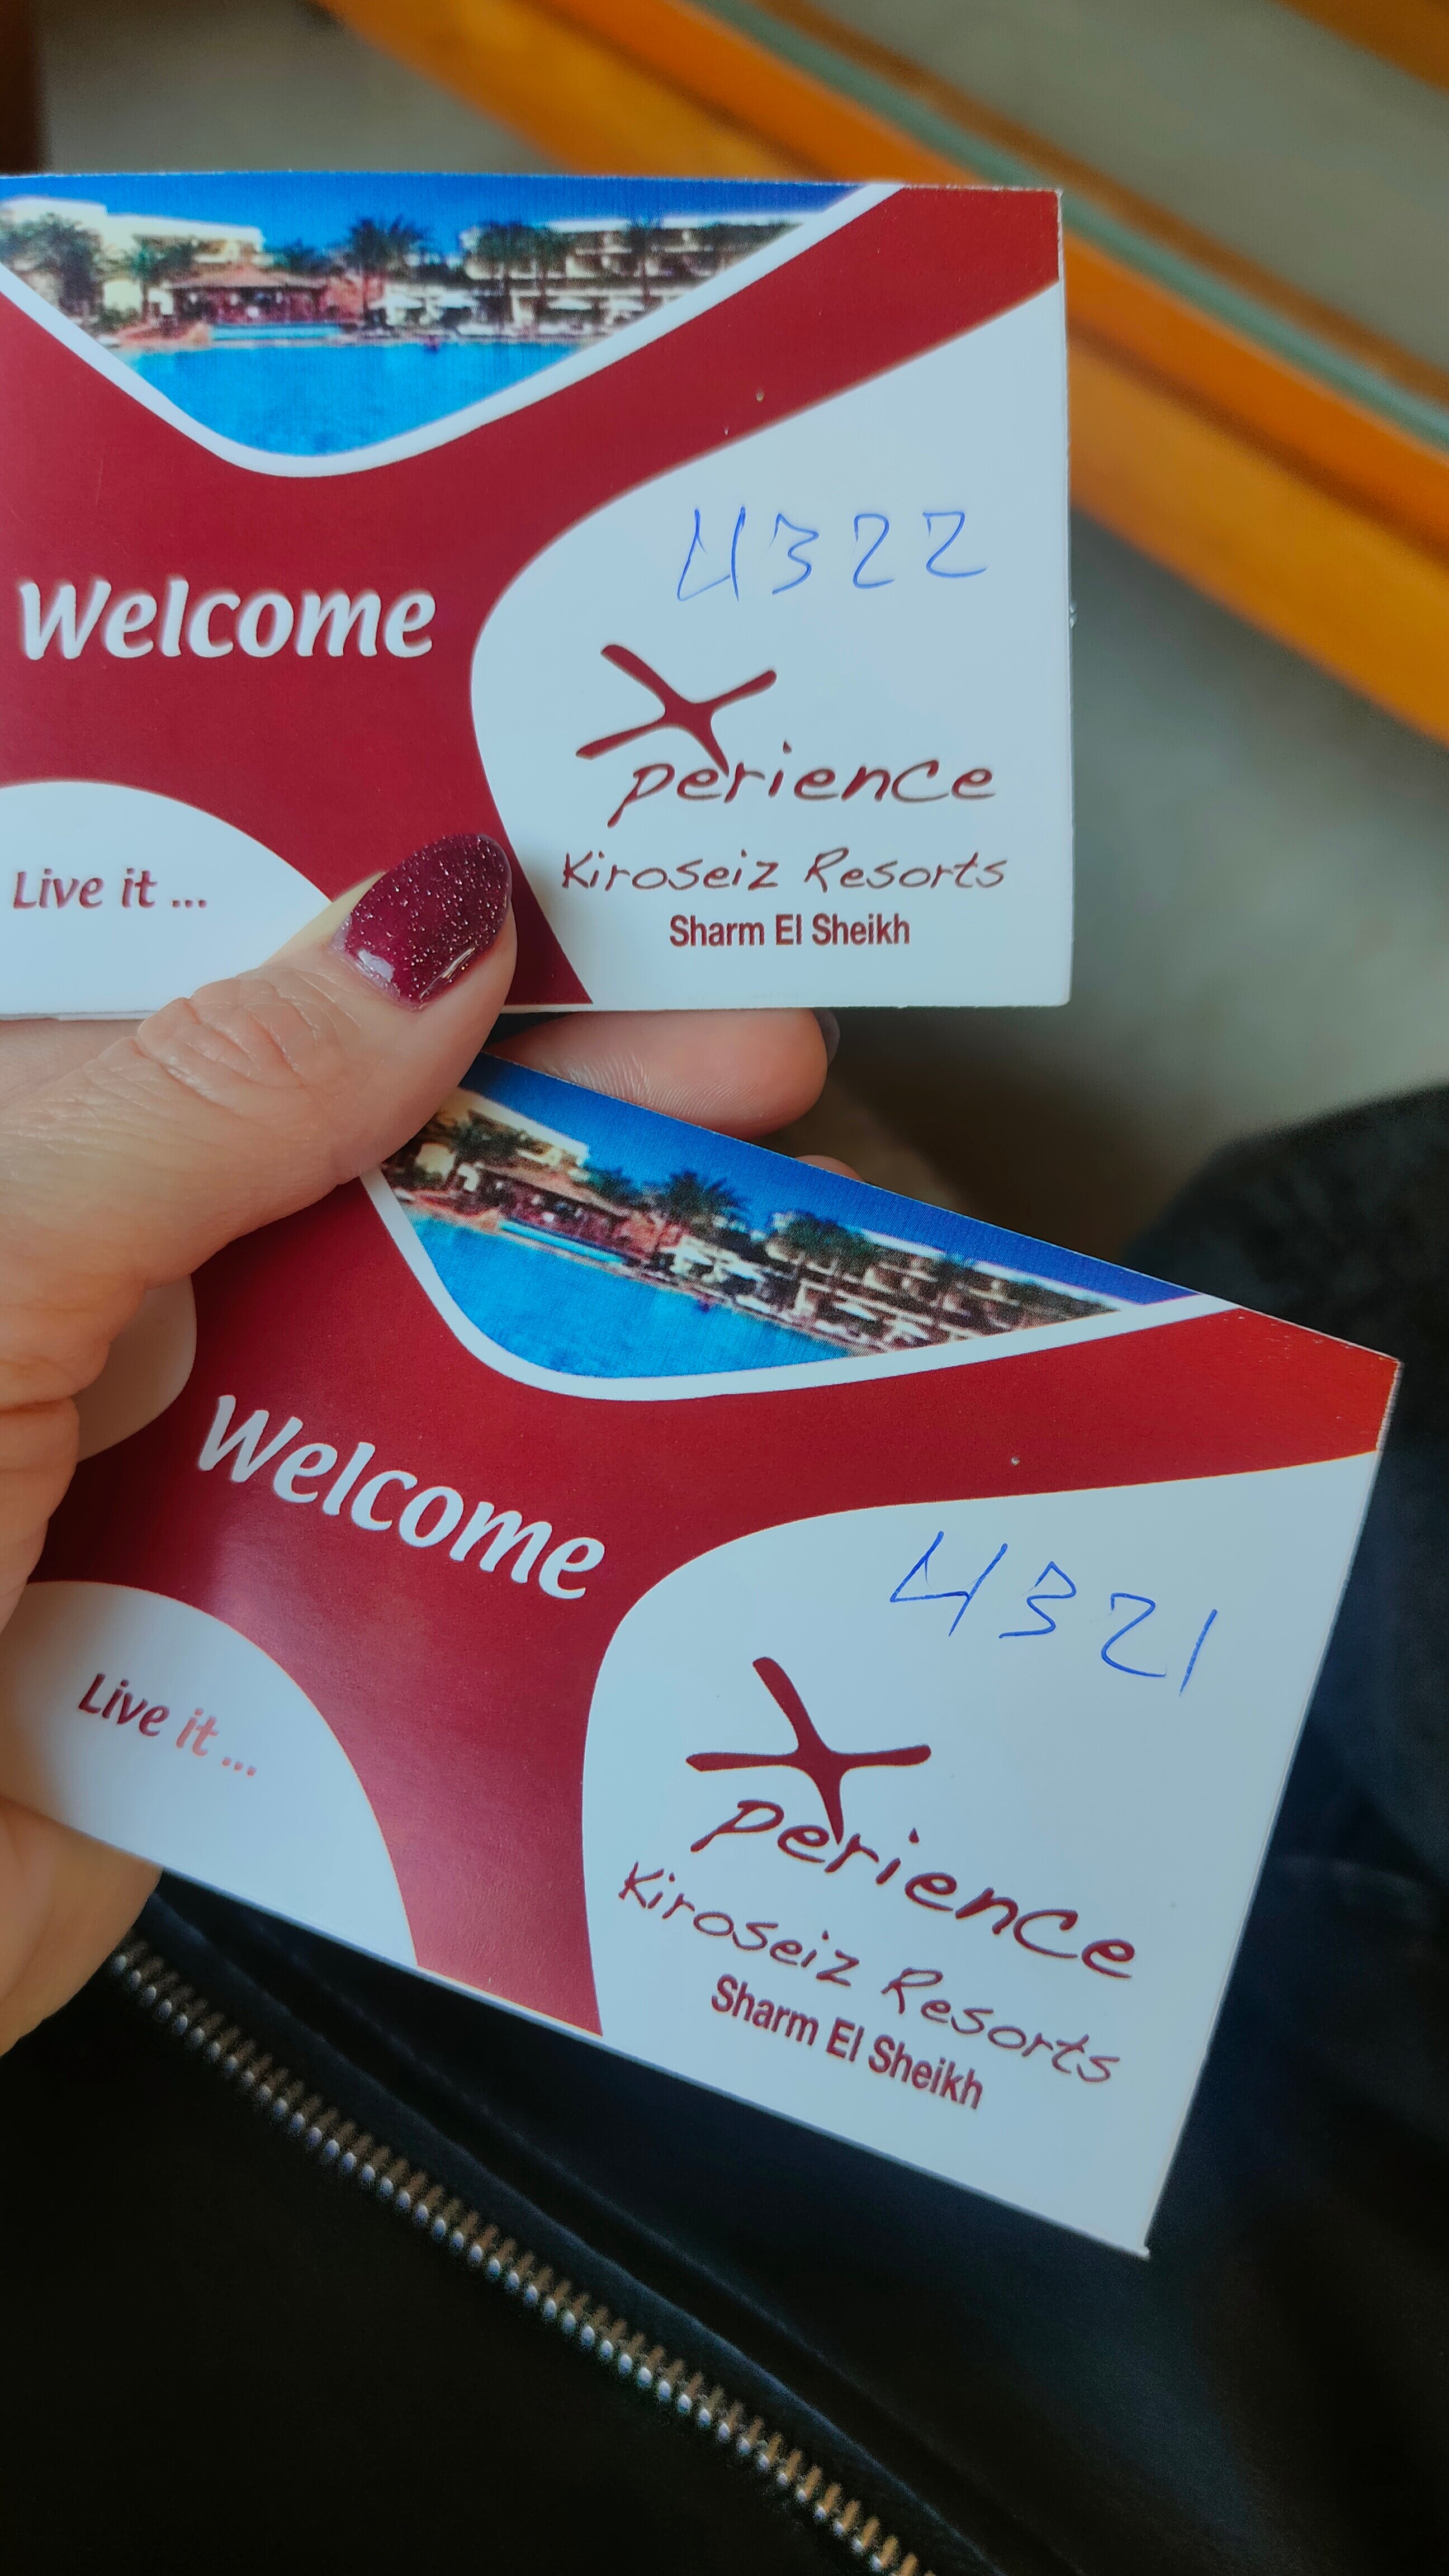 4322
Welcome
Xperience
Kiroseiz Resorts
Live it ...
Sharm El Sheikh
4321
Welcome
Xperience
Kiroseiz Resorts
Live it ...
Sharm El Sheikh